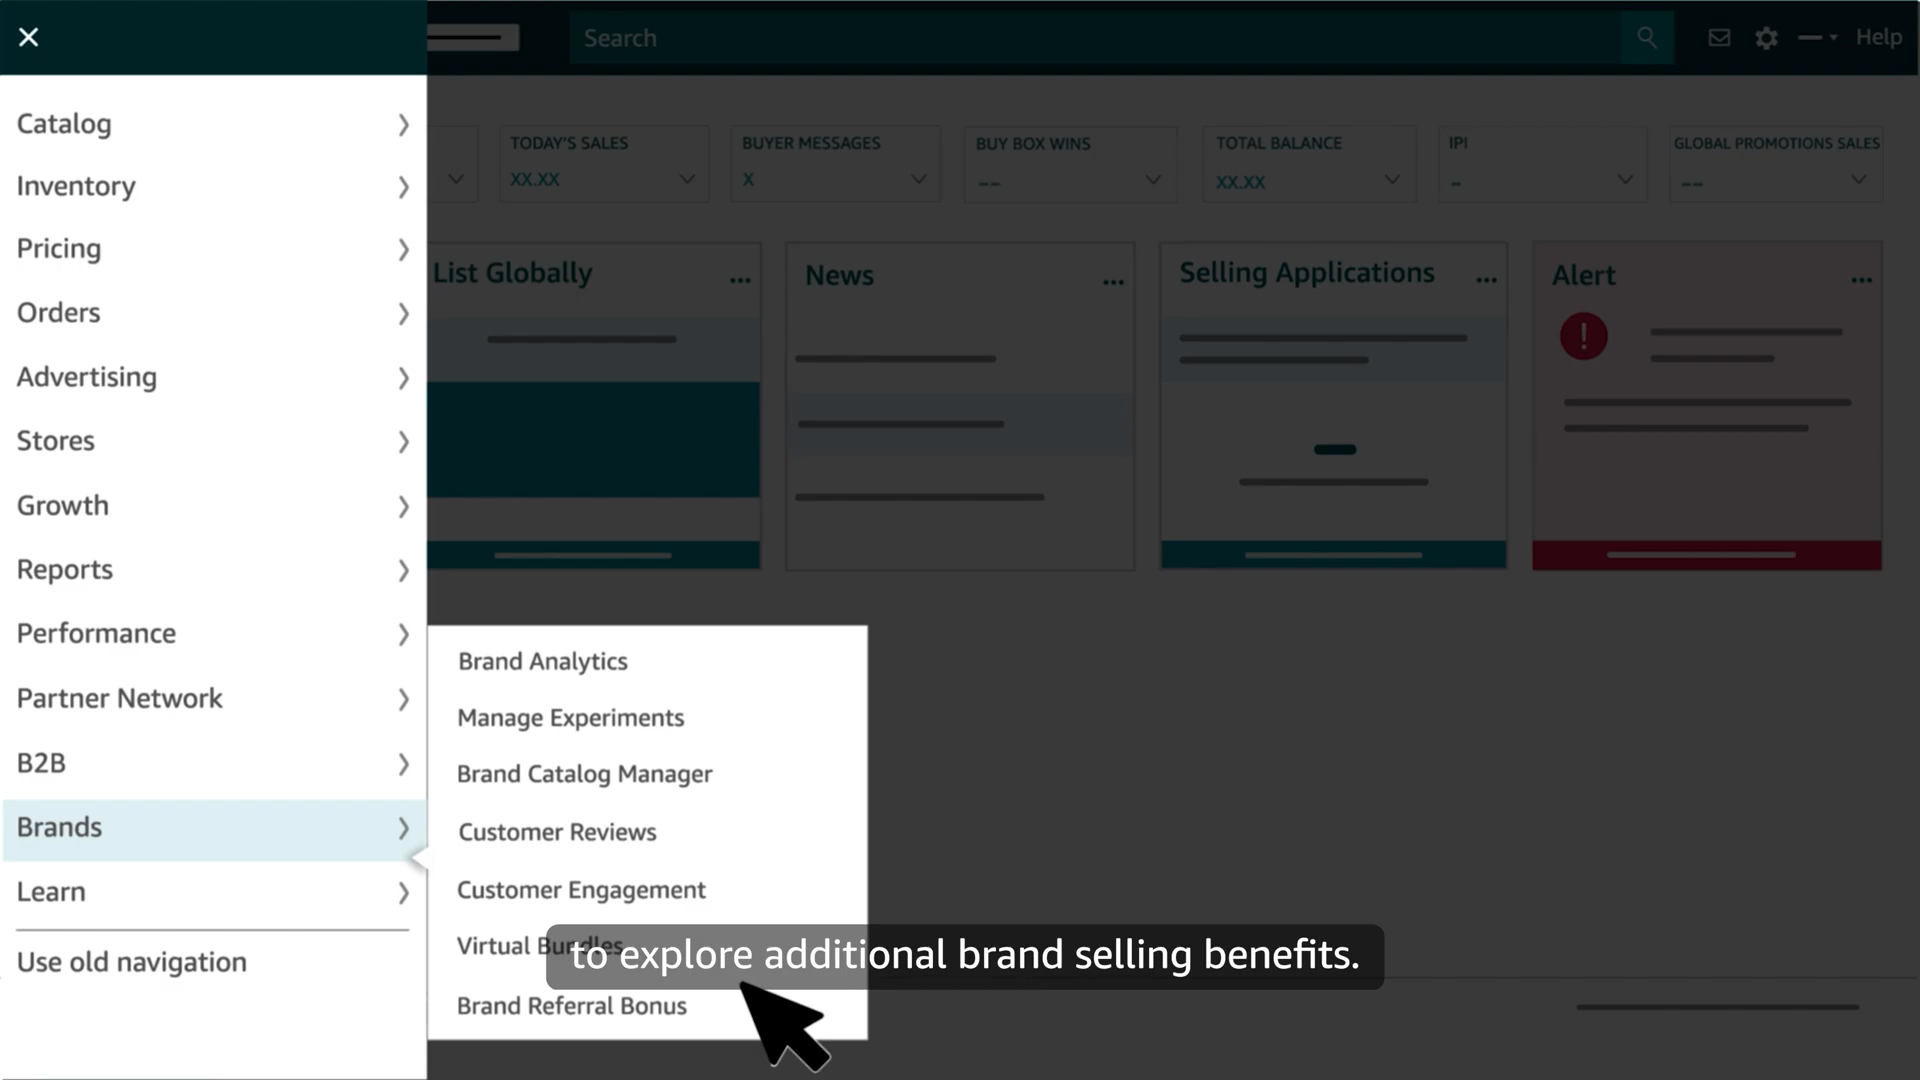 Search
Help
Catalog
Inventory
Pricing
Orders
Advertising
Stores
Growth
Reports
Performance
Partner Network
B2B
Brands
Learn
Use old navigation
TODAY'S SALES
XX.XX
BUYER MESSAGES
X
BUY BOX WINS
--
TOTAL BALANCE
XX.XX
IPI
-
GLOBAL PROMOTIONS SALES
--
List Globally
News
Selling Applications
Alert
!
Brand Analytics
Manage Experiments
Brand Catalog Manager
Customer Reviews
Customer Engagement
Virtual Bundles
Brand Referral Bonus
to explore additional brand selling benefits.